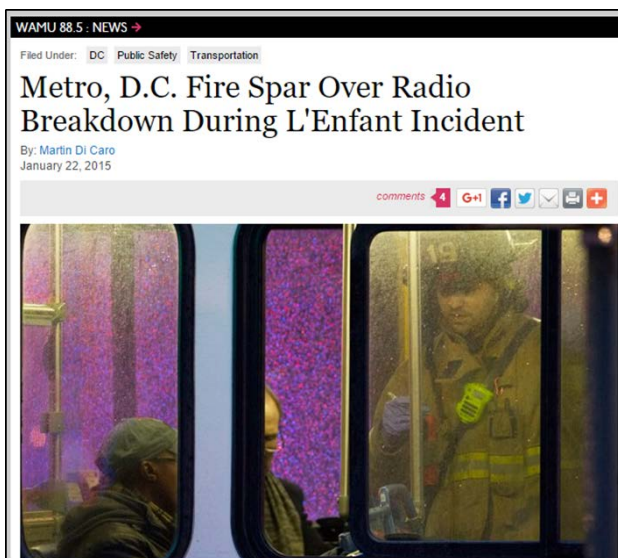 WAMU 88.5 : NEWS →
Filed Under: DC Public Safety Transportation
Metro, D.C. Fire Spar Over Radio
Breakdown During L'Enfant Incident
By: Martin Di Caro
January 22, 2015
comments 4 G+1
19